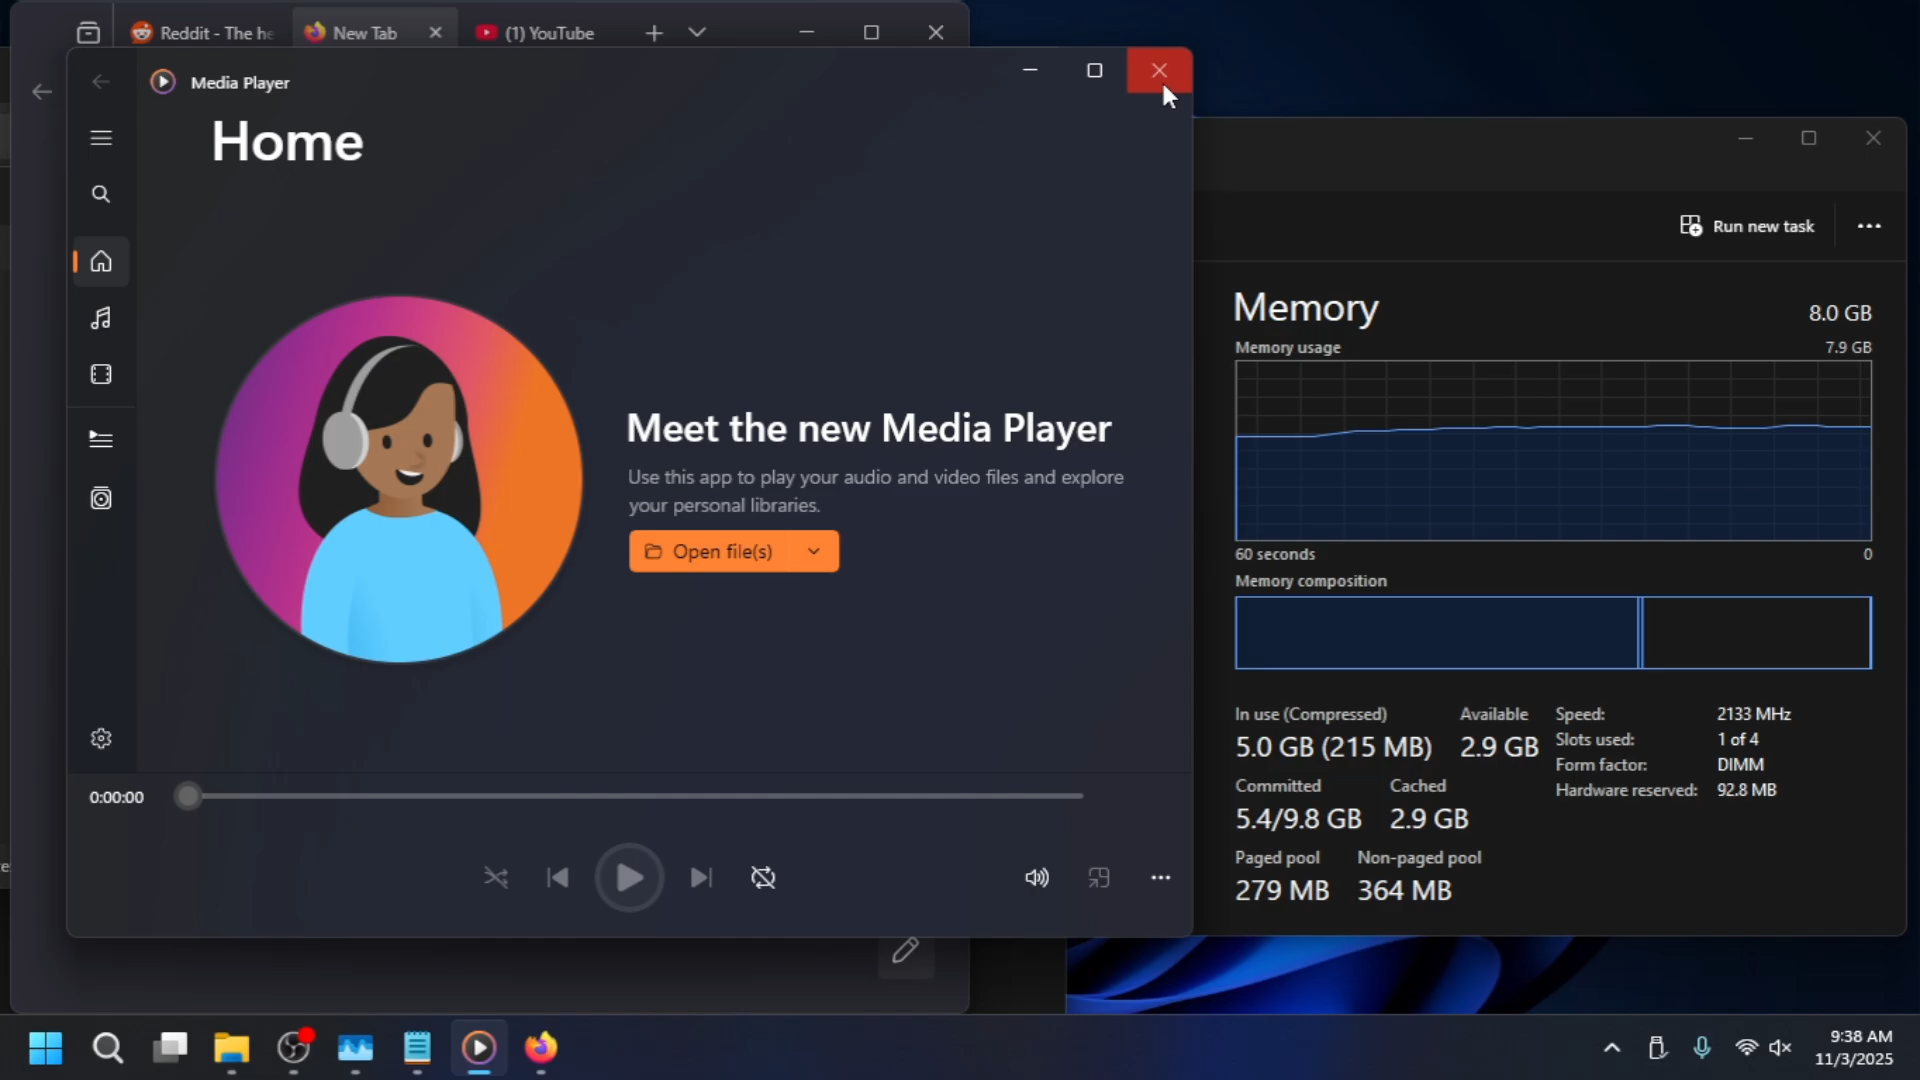 Reddit - The he
New Tab
(1) YouTube
Media Player
Home
Meet the new Media Player
Use this app to play your audio and video files and explore
your personal libraries.
Open file(s)
0:00:00
Run new task
Memory
8.0 GB
Memory usage
7.9 GB
60 seconds
0
Memory composition
In use (Compressed)
5.0 GB (215 MB)
Available
2.9 GB
Committed
5.4/9.8 GB
Cached
2.9 GB
Paged pool
279 MB
Non-paged pool
364 MB
Speed: 2133 MHz
Slots used: 1 of 4
Form factor: DIMM
Hardware reserved: 92.8 MB
9:38 AM
11/3/2025